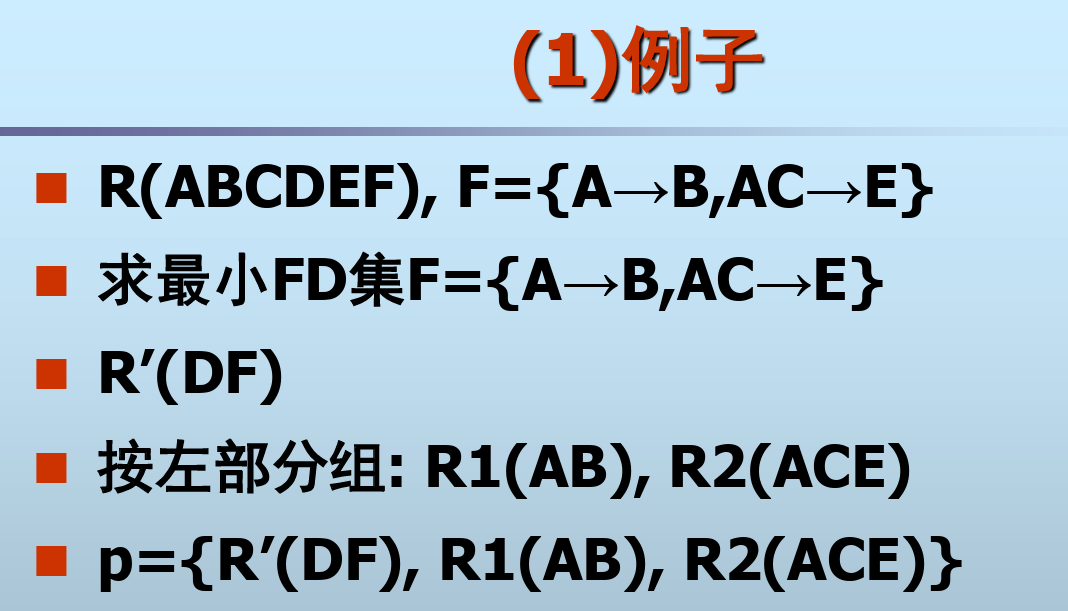 (1)例子
R(ABCDEF), F={A→B,AC→E}
求最小FD集F={A→B,AC→E}
R’(DF)
按左部分组: R1(AB), R2(ACE)
p={R’(DF), R1(AB), R2(ACE)}